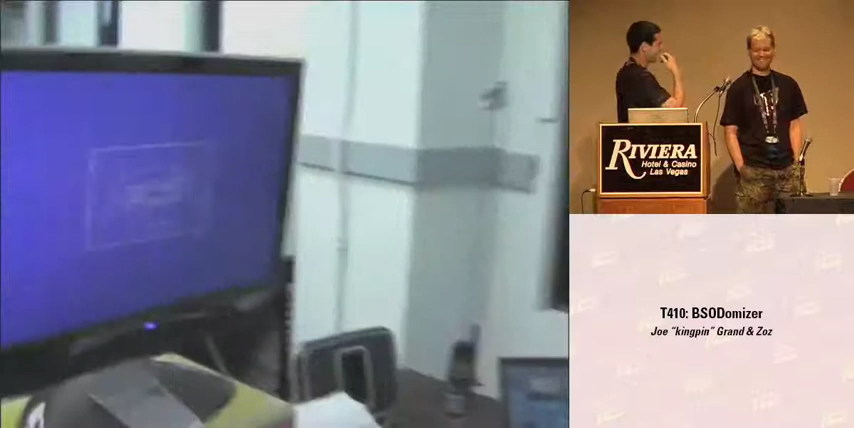 RIVIERA
Hotel & Casino
Las Vegas
T410: BSODomizer
Joe "kingpin" Grand & Zoz